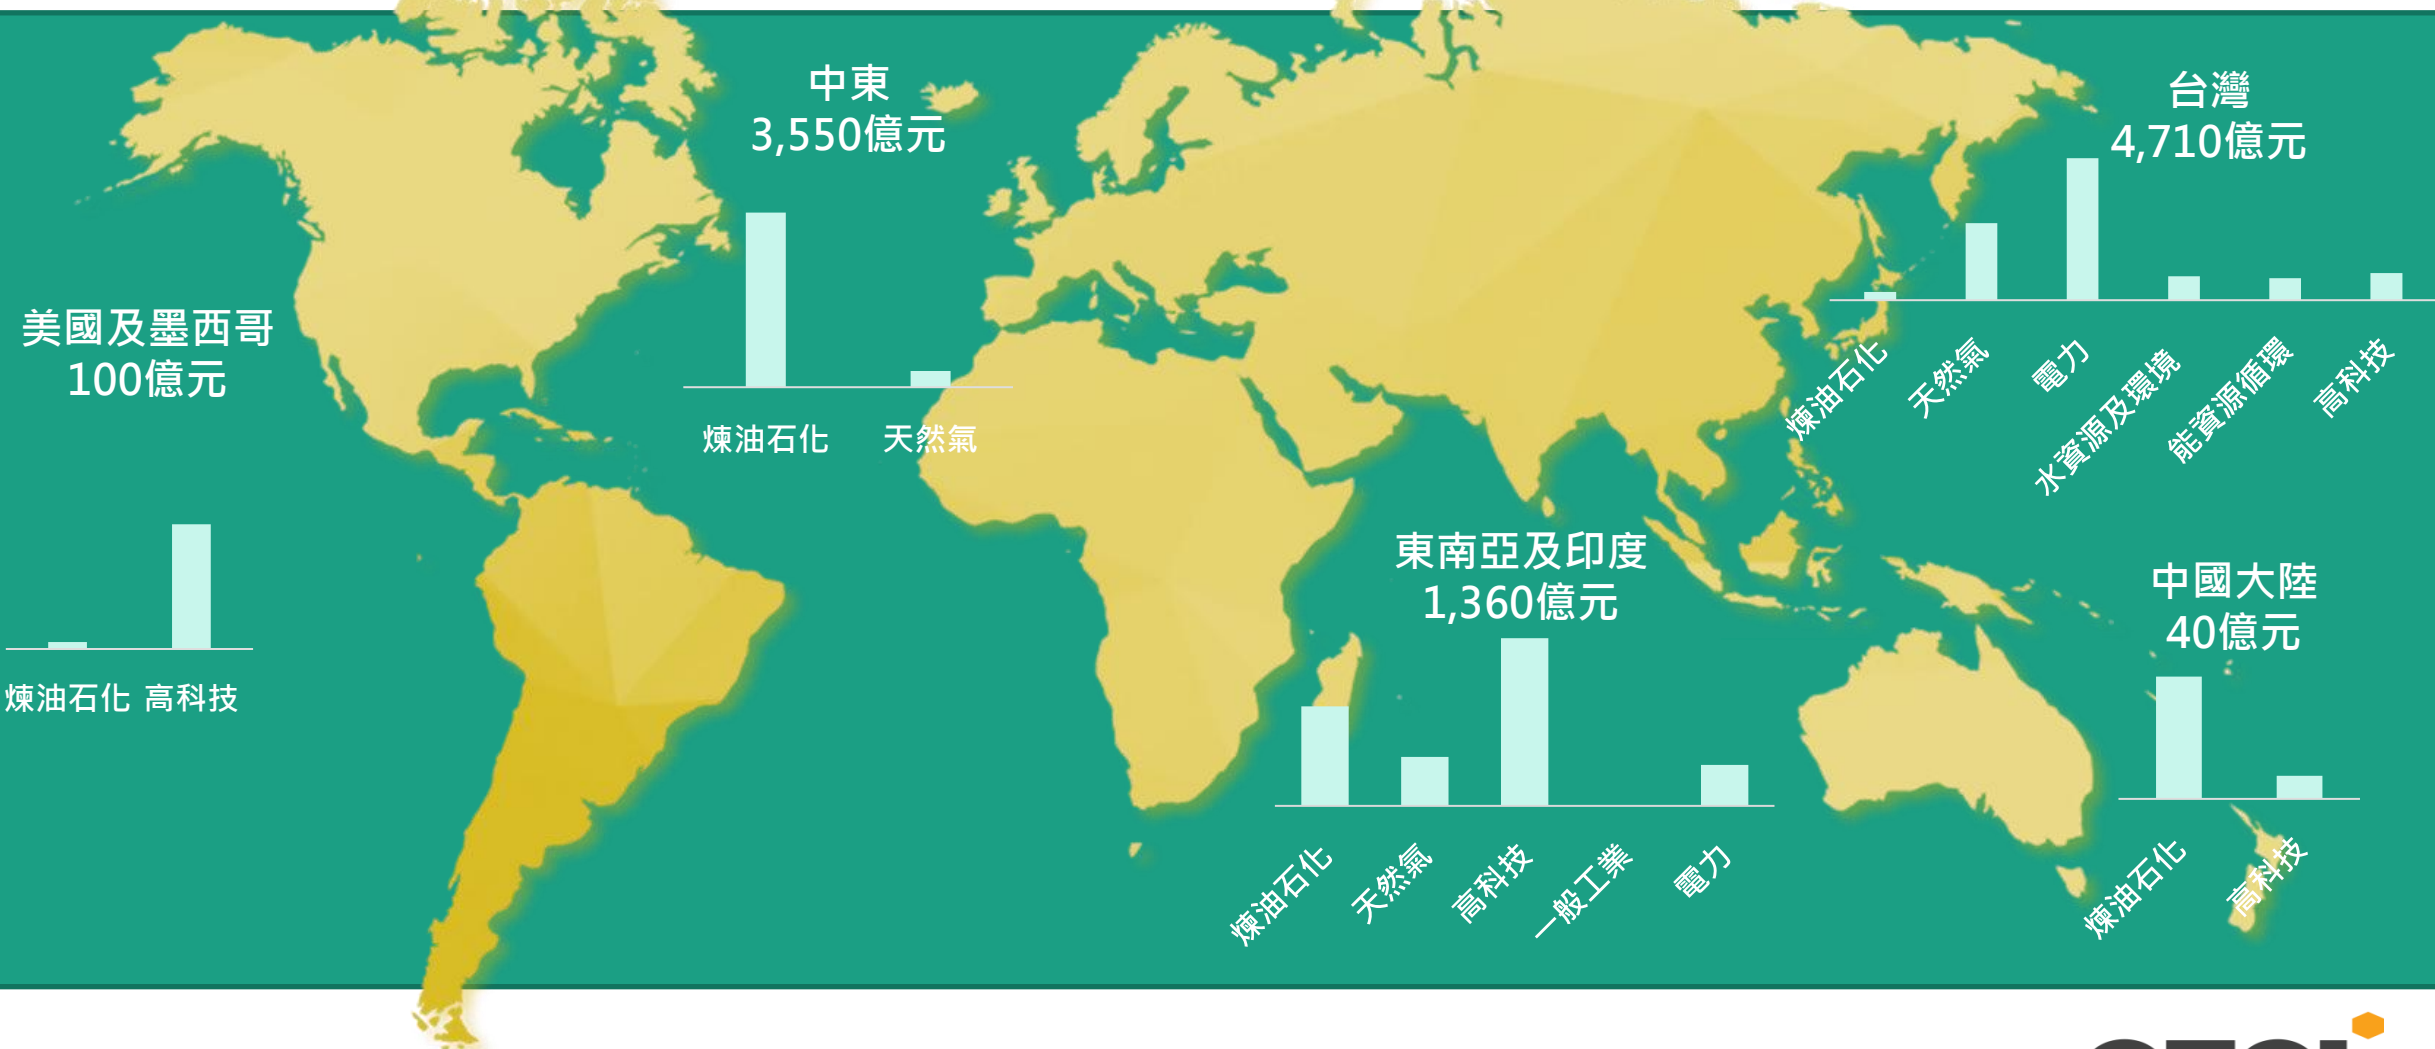 中東
3,550億元
煉油石化
天然氣
台灣
4,710億元
煉油石化
天然氣
電力
水資源及環境
能資源循環
高科技
美國及墨西哥
100億元
煉油石化
高科技
東南亞及印度
1,360億元
煉油石化
天然氣
高科技
一般工業
電力
中國大陸
40億元
煉油石化
高科技